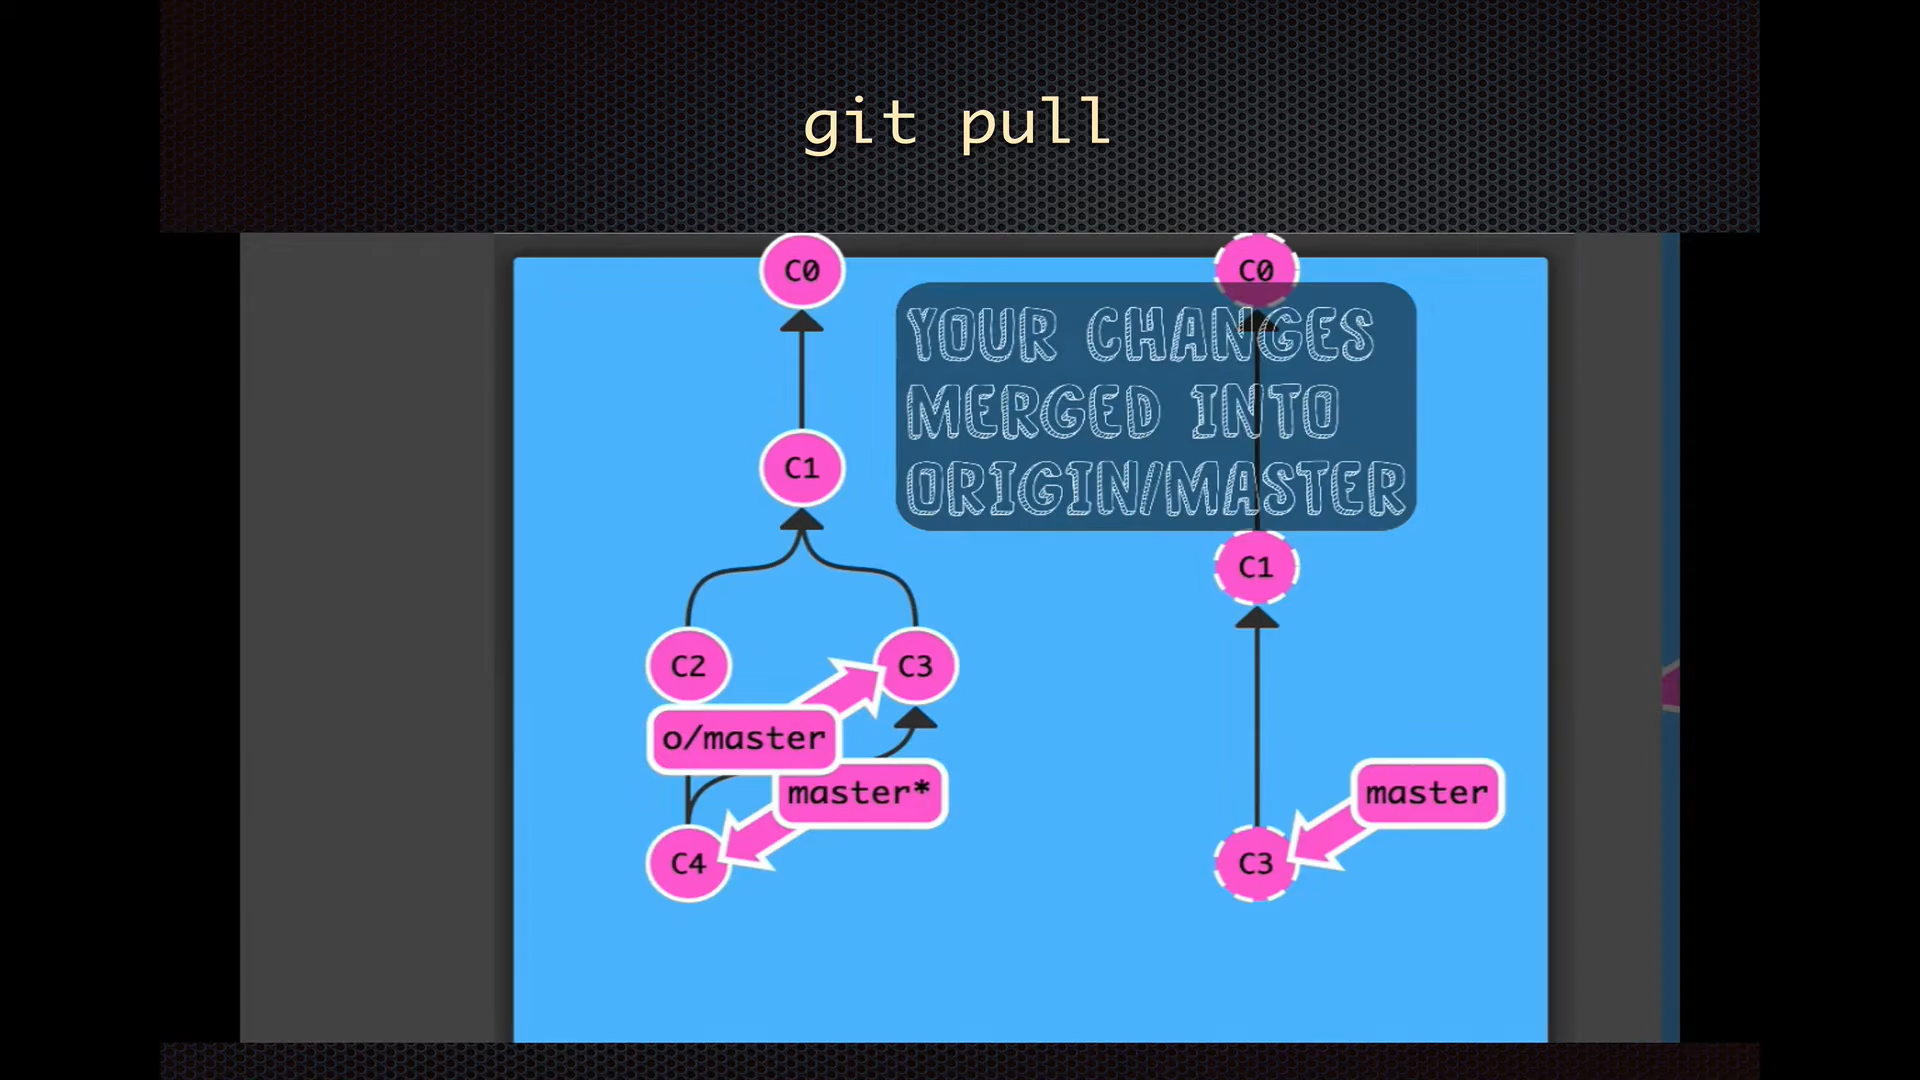 git pull
C0
C0
YOUR CHANGES
MERGED INTO
ORIGIN/MASTER
C1
C1
C2
C3
o/master
master*
master
C4
C3